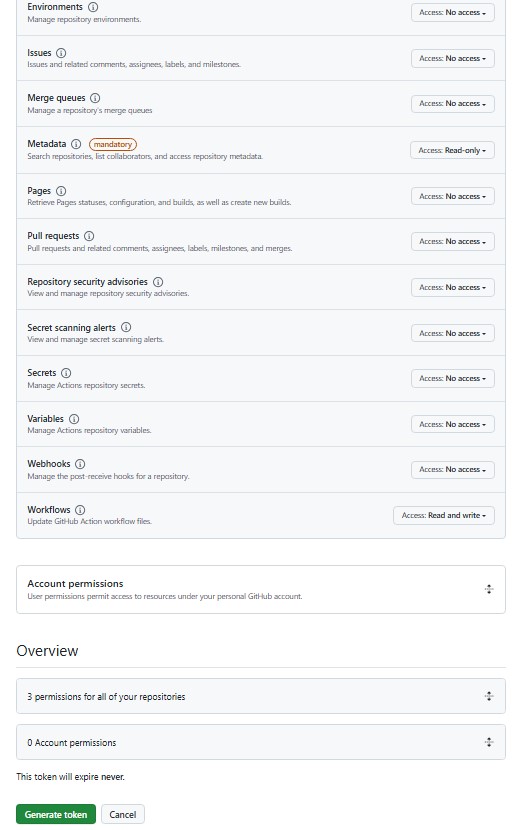 Environments
Access: No access
Manage repository environments.
Issues
Access: No access
Issues and related comments, assignees, labels, and milestones.
Merge queues
Access: No access
Manage a repository's merge queues
Metadata mandatory
Access: Read-only
Search repositories, list collaborators, and access repository metadata.
Pages
Access: No access
Retrieve Pages statuses, configuration, and builds, as well as create new builds.
Pull requests
Access: No access
Pull requests and related comments, assignees, labels, milestones, and merges.
Repository security advisories
Access: No access
View and manage repository security advisories.
Secret scanning alerts
Access: No access
View and manage secret scanning alerts.
Secrets
Access: No access
Manage Actions repository secrets.
Variables
Access: No access
Manage Actions repository variables.
Webhooks
Access: No access
Manage the post-receive hooks for a repository.
Workflows
Access: Read and write
Update GitHub Action workflow files.
Account permissions
User permissions permit access to resources under your personal GitHub account.
Overview
3 permissions for all of your repositories
0 Account permissions
This token will expire never.
Generate token
Cancel